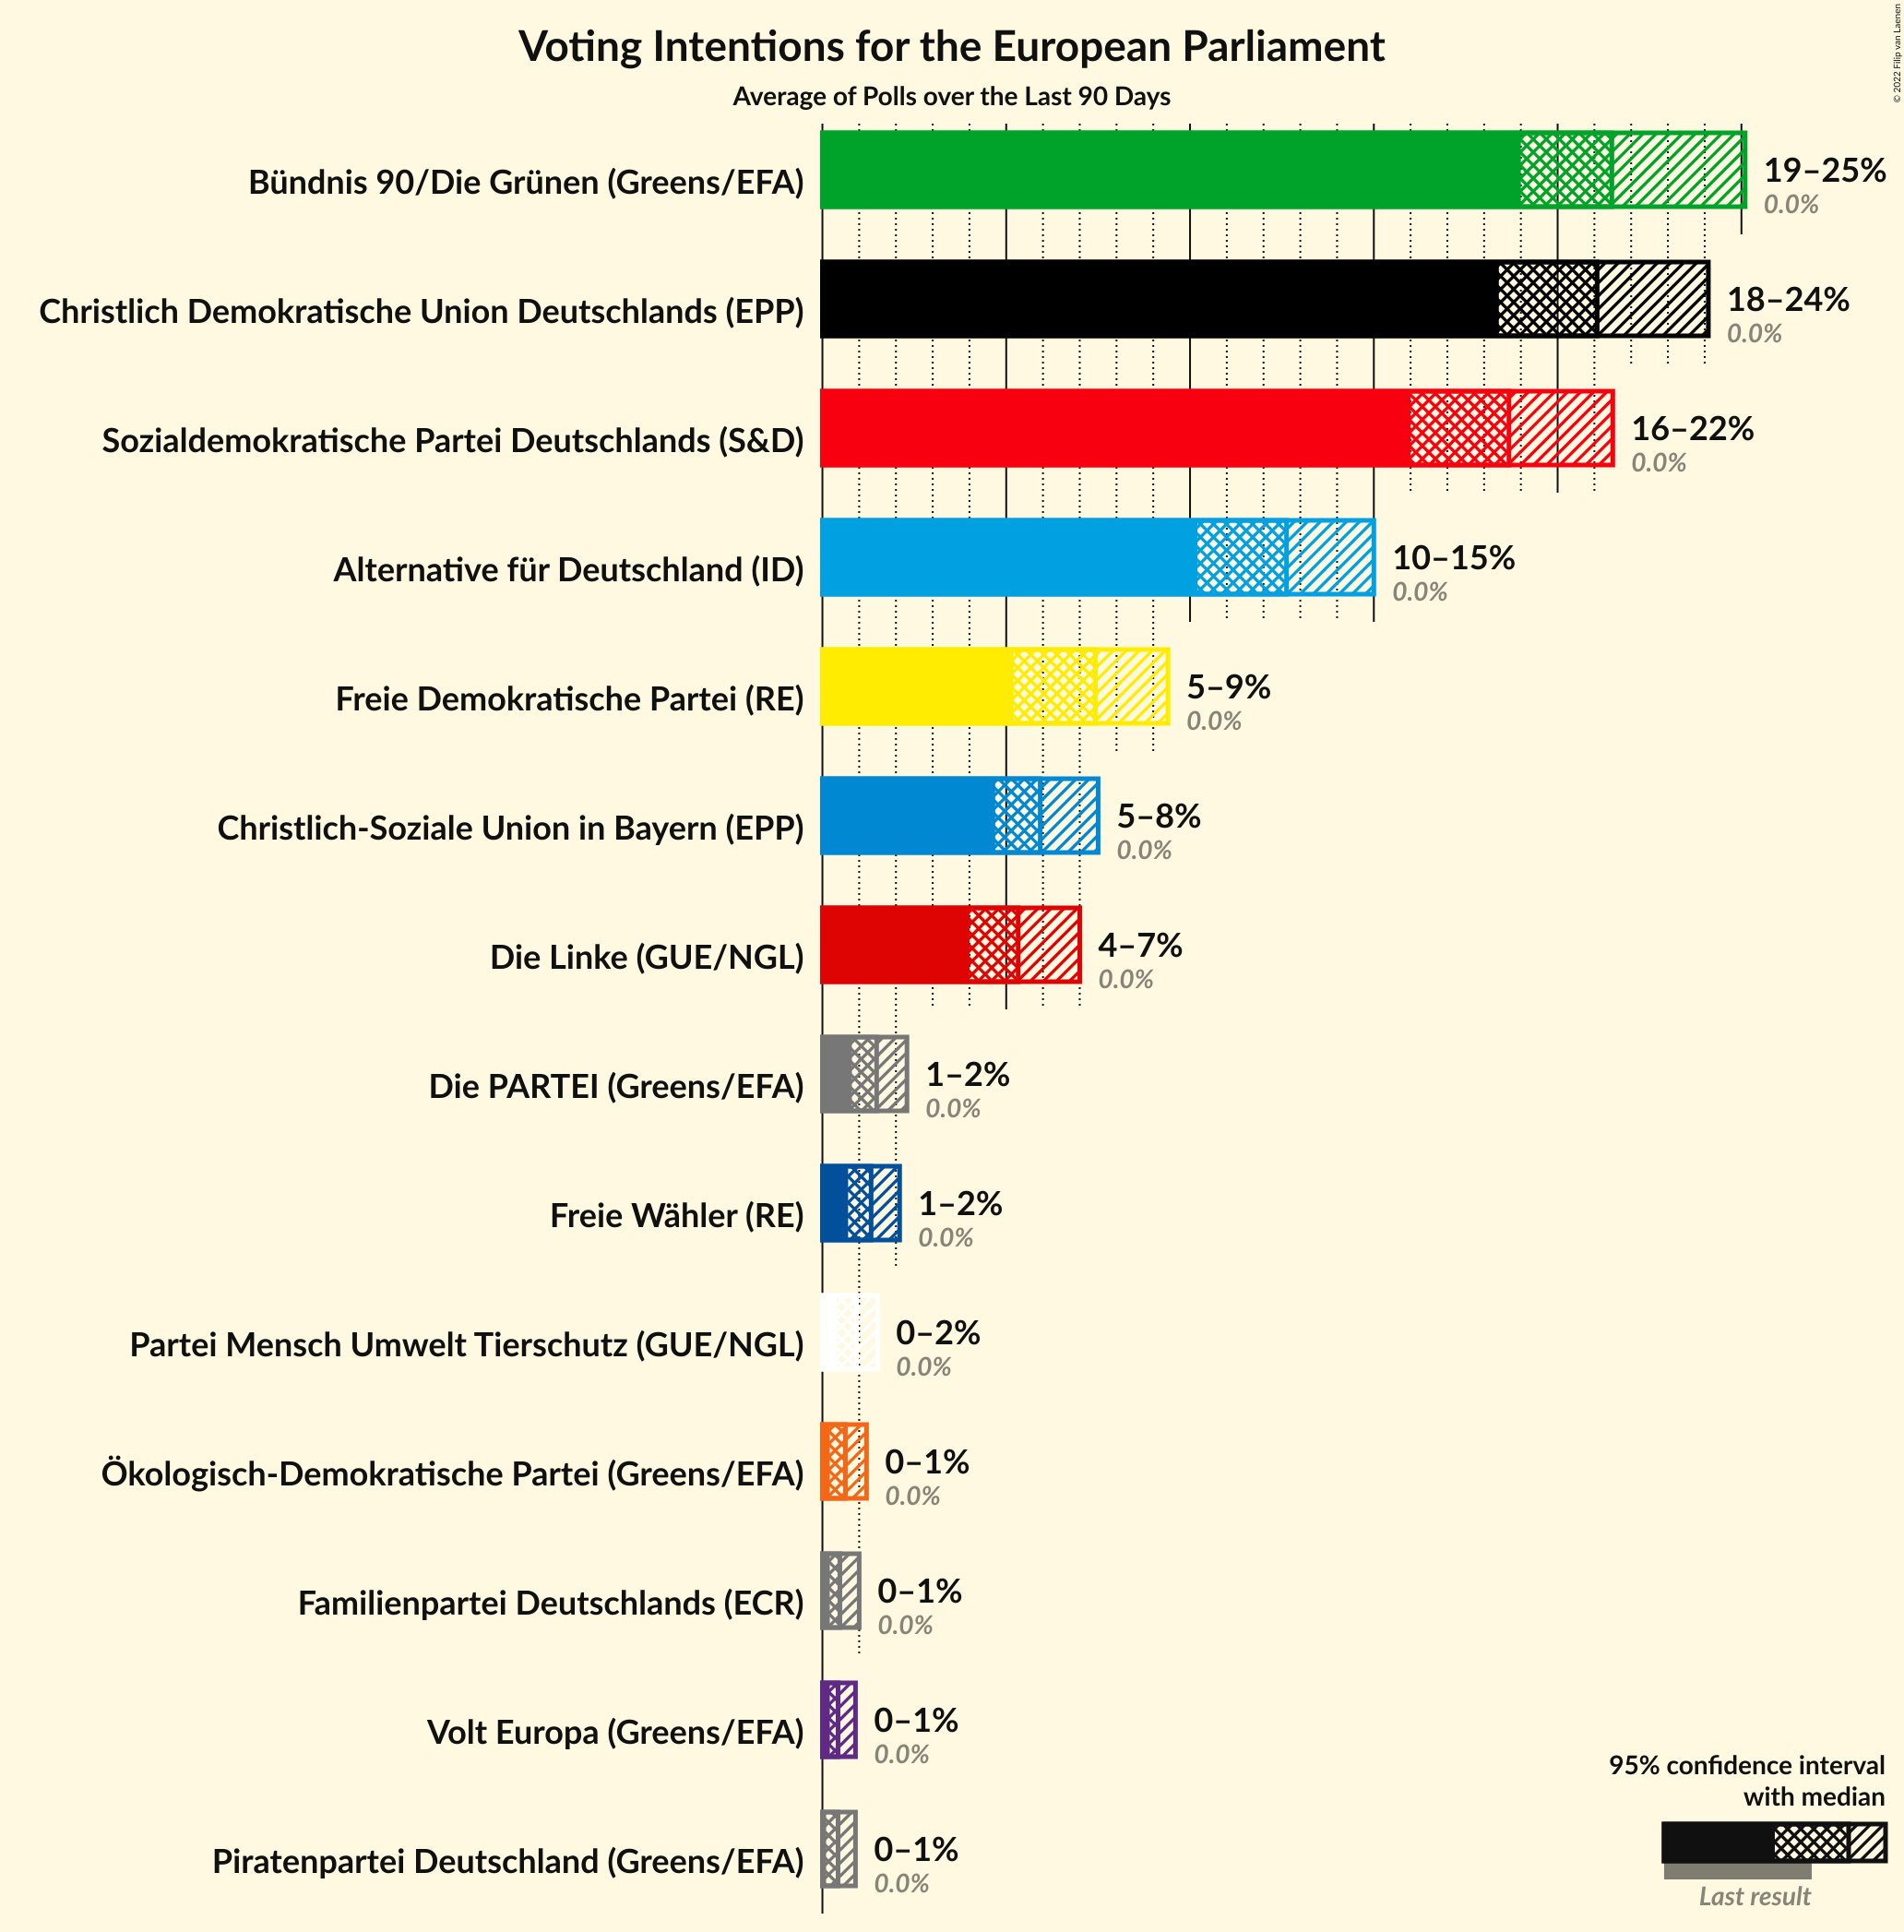 Voting Intentions for the European Parliament
Average of Polls over the Last 90 Days
© 2022 Filip van Laenen
Bündnis 90/Die Grünen (Greens/EFA)
19–25%
0.0%
Christlich Demokratische Union Deutschlands (EPP)
18–24%
0.0%
Sozialdemokratische Partei Deutschlands (S&D)
16–22%
0.0%
Alternative für Deutschland (ID)
10–15%
0.0%
Freie Demokratische Partei (RE)
5–9%
0.0%
Christlich-Soziale Union in Bayern (EPP)
5–8%
0.0%
Die Linke (GUE/NGL)
4–7%
0.0%
Die PARTEI (Greens/EFA)
1–2%
0.0%
Freie Wähler (RE)
1–2%
0.0%
Partei Mensch Umwelt Tierschutz (GUE/NGL)
0–2%
0.0%
Ökologisch-Demokratische Partei (Greens/EFA)
0–1%
0.0%
Familienpartei Deutschlands (ECR)
0–1%
0.0%
Volt Europa (Greens/EFA)
0–1%
0.0%
Piratenpartei Deutschland (Greens/EFA)
0–1%
0.0%
95% confidence interval
with median
Last result